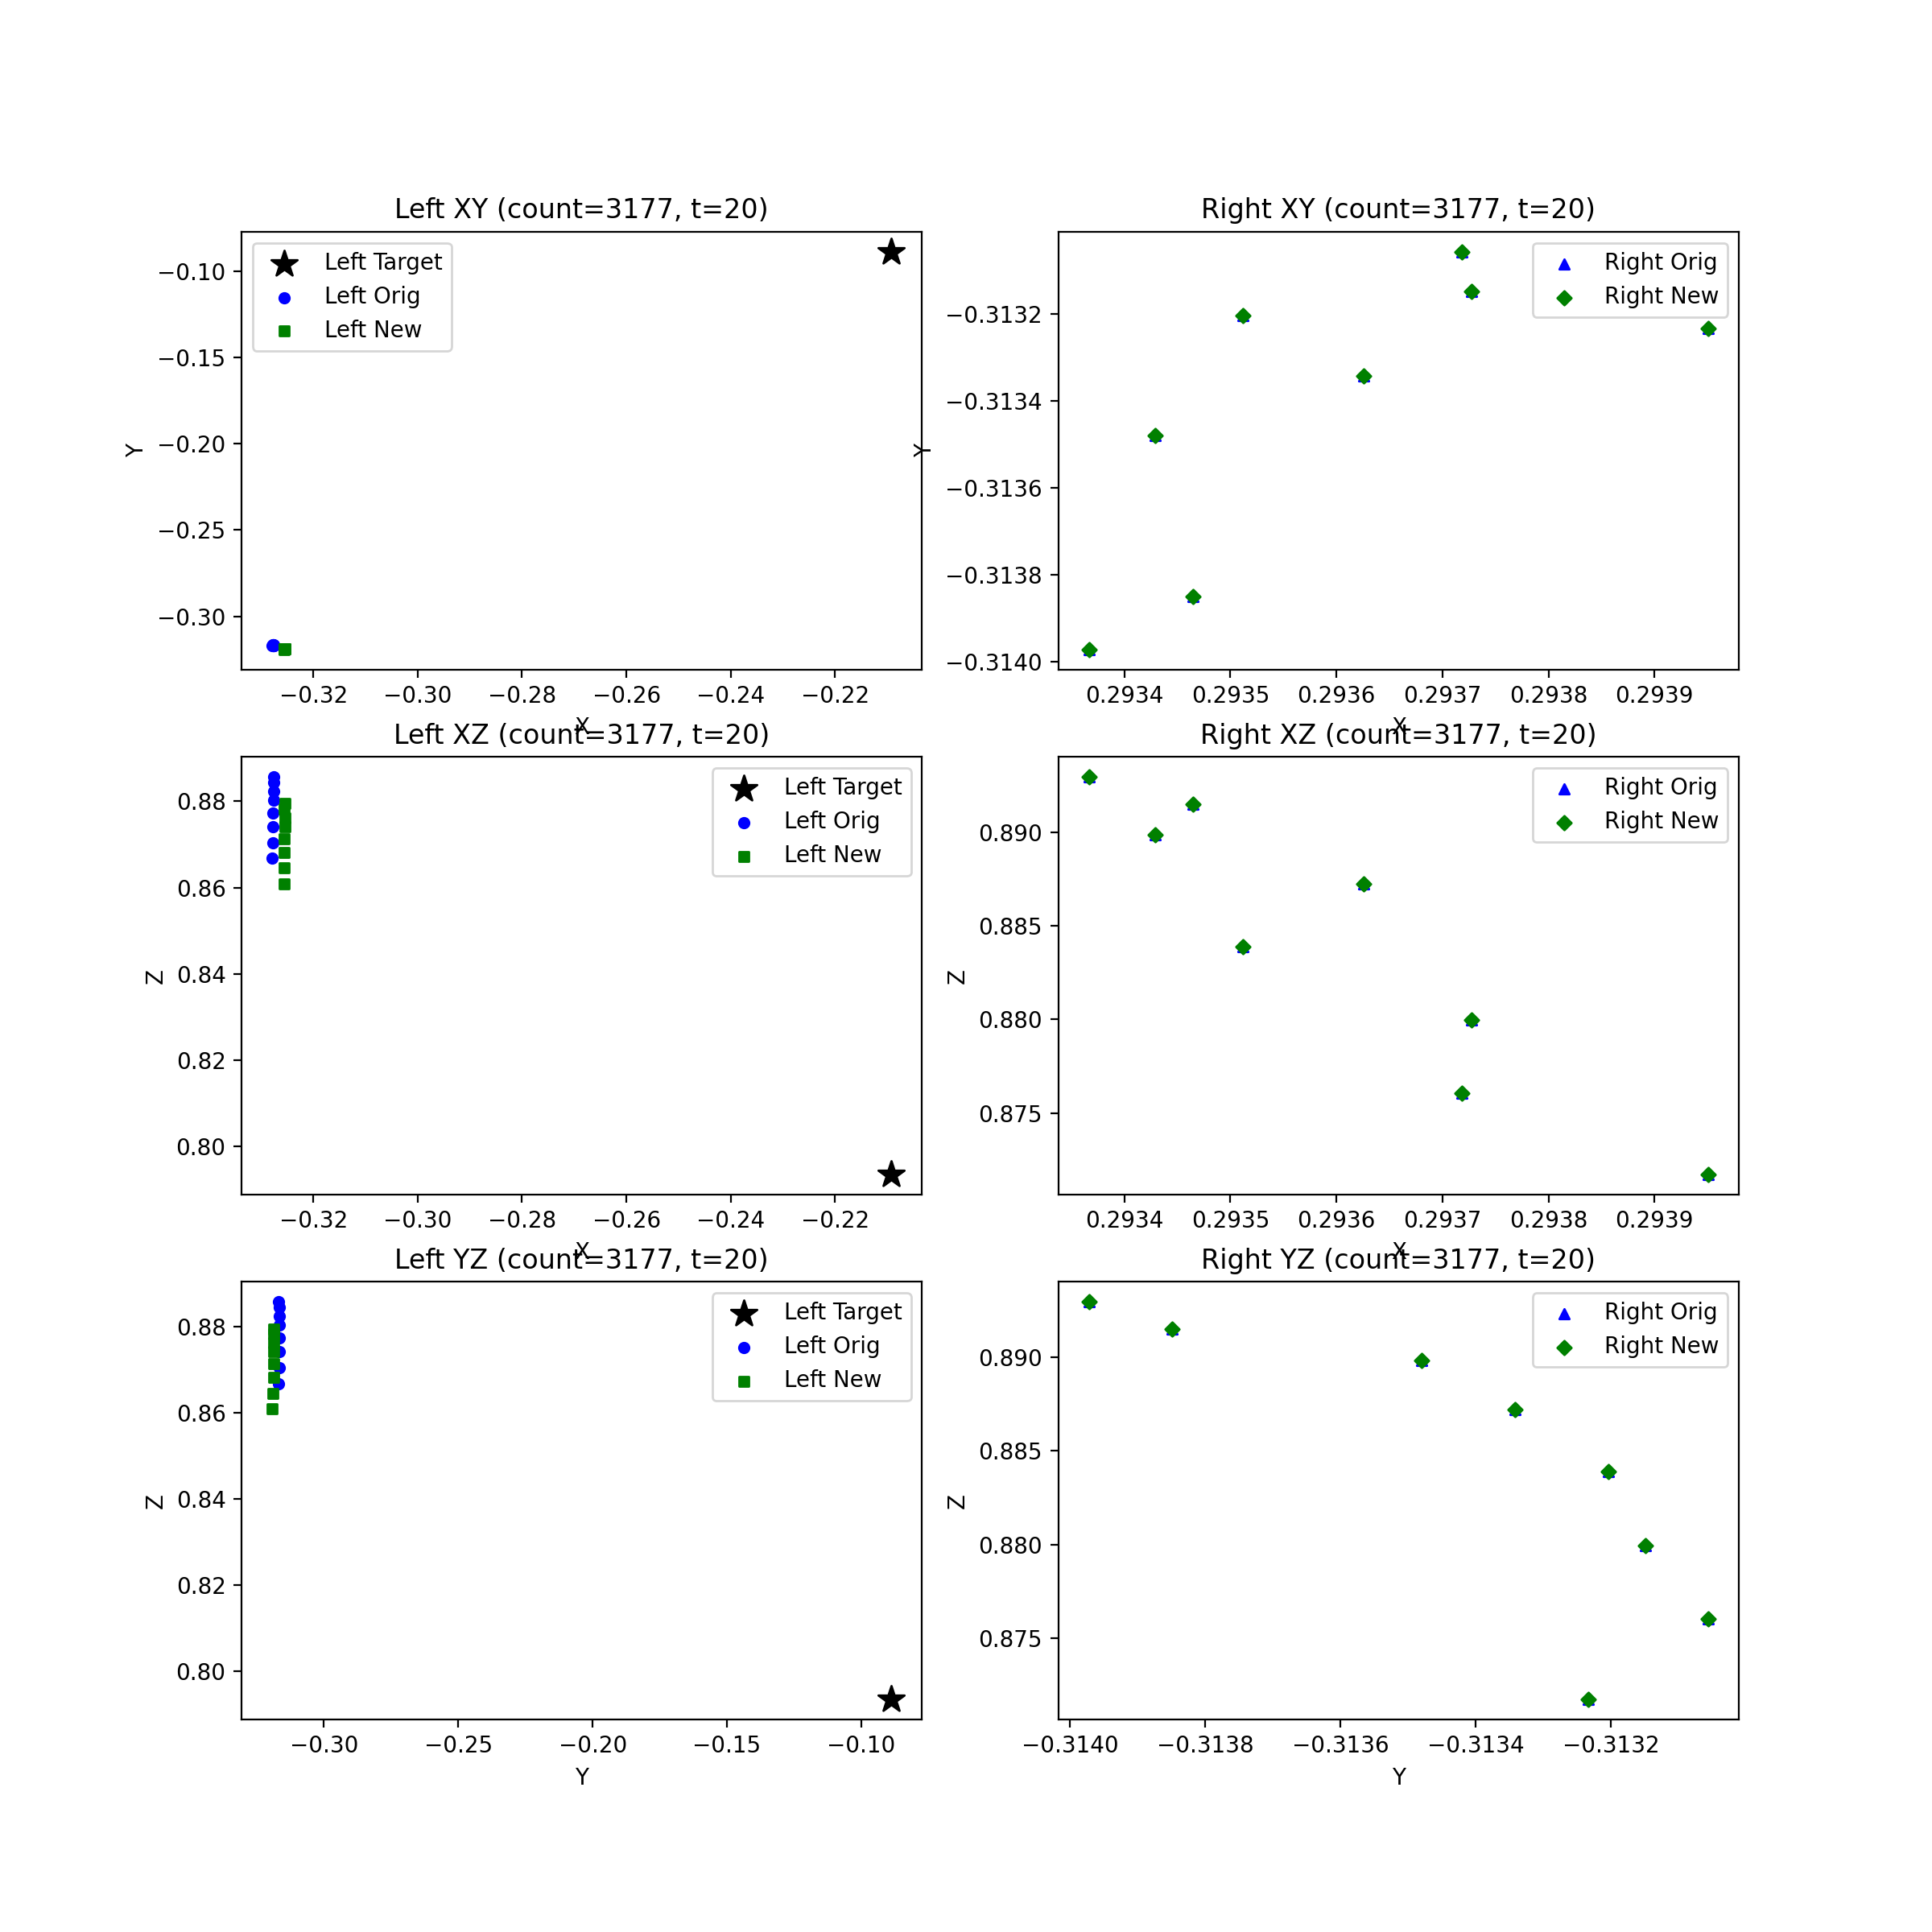 Left XY (count=3177, t=20)
Left Target
Left Orig
Left New
−0.10
−0.15
−0.20
−0.25
−0.30
Y
−0.32 −0.30 −0.28 −0.26 −0.24 −0.22
X
Right XY (count=3177, t=20)
Right Orig
Right New
−0.3132
−0.3134
−0.3136
−0.3138
−0.3140
Y
0.2934 0.2935 0.2936 0.2937 0.2938 0.2939
X
Left XZ (count=3177, t=20)
Left Target
Left Orig
Left New
0.88
0.86
0.84
0.82
0.80
Z
−0.32 −0.30 −0.28 −0.26 −0.24 −0.22
X
Right XZ (count=3177, t=20)
Right Orig
Right New
0.890
0.885
0.880
0.875
Z
0.2934 0.2935 0.2936 0.2937 0.2938 0.2939
X
Left YZ (count=3177, t=20)
Left Target
Left Orig
Left New
0.88
0.86
0.84
0.82
0.80
Z
−0.30 −0.25 −0.20 −0.15 −0.10
Y
Right YZ (count=3177, t=20)
Right Orig
Right New
0.890
0.885
0.880
0.875
Z
−0.3140 −0.3138 −0.3136 −0.3134 −0.3132
Y